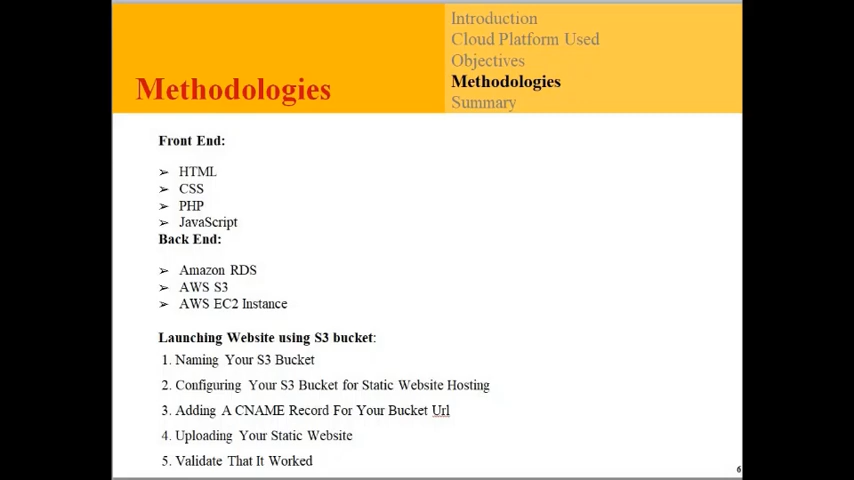 Introduction
Cloud Platform Used
Objectives
Methodologies
Summary
Methodologies
Front End:
➢ HTML
➢ CSS
➢ PHP
➢ JavaScript
Back End:
➢ Amazon RDS
➢ AWS S3
➢ AWS EC2 Instance
Launching Website using S3 bucket:
1. Naming Your S3 Bucket
2. Configuring Your S3 Bucket for Static Website Hosting
3. Adding A CNAME Record For Your Bucket Url
4. Uploading Your Static Website
5. Validate That It Worked
6